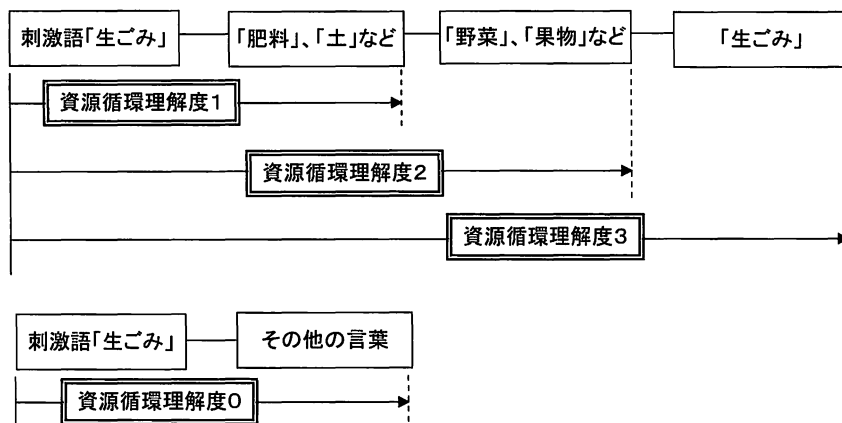 刺激語「生ごみ」 「肥料」、「土」など 「野菜」、「果物」など 「生ごみ」
資源循環理解度1
資源循環理解度2
資源循環理解度3
刺激語「生ごみ」 その他の言葉
資源循環理解度0